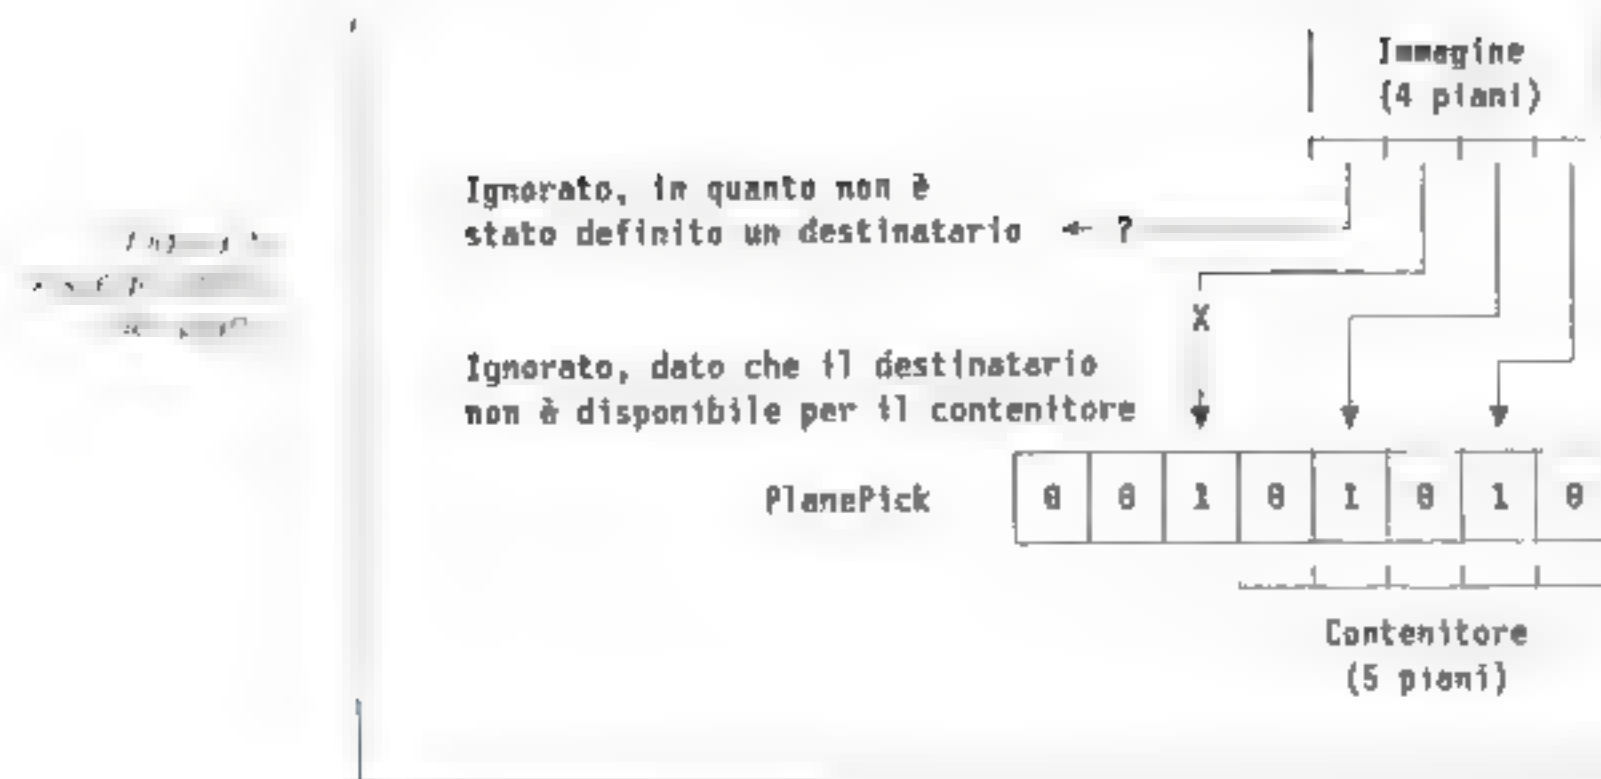 Immagine
(4 piani)
Ignorato, in quanto non è
stato definito un destinatario ← ?
X
Ignorato, dato che il destinatario
non è disponibile per il contenitore
PlanePick 0 0 1 0 1 0 1 0
Contenitore
(5 piani)